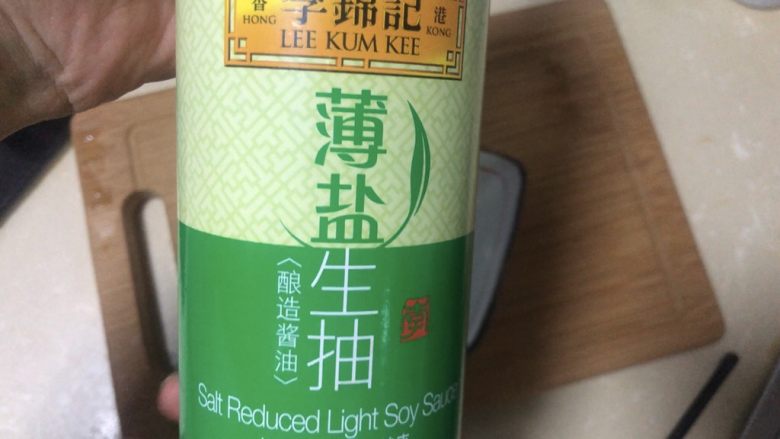 香 李錦記 港
HONG LEE KUM KEE KONG
薄盐
生抽
〈酿造酱油〉
Salt Reduced Light Soy Sauce